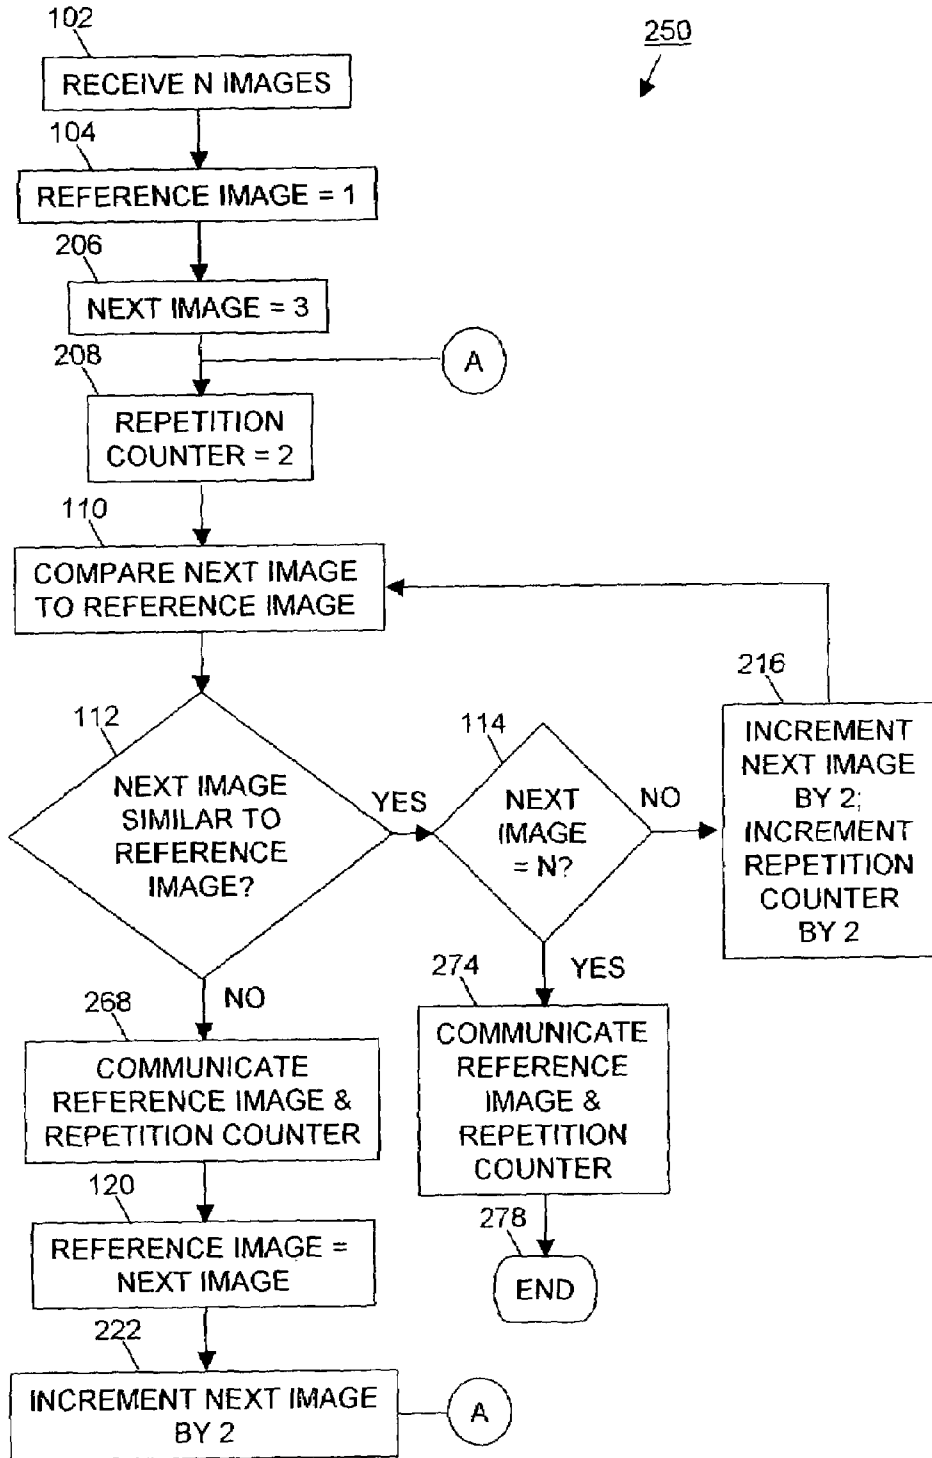 102
250
RECEIVE N IMAGES
104
REFERENCE IMAGE = 1
206
NEXT IMAGE = 3
A
208
REPETITION
COUNTER = 2
110
COMPARE NEXT IMAGE
TO REFERENCE IMAGE
112
NEXT IMAGE
SIMILAR TO
REFERENCE
IMAGE?
YES
114
NEXT
IMAGE
= N?
NO
216
INCREMENT
NEXT IMAGE
BY 2;
INCREMENT
REPETITION
COUNTER
BY 2
NO
YES
268
COMMUNICATE
REFERENCE IMAGE &
REPETITION COUNTER
274
COMMUNICATE
REFERENCE
IMAGE &
REPETITION
COUNTER
120
REFERENCE IMAGE =
NEXT IMAGE
278
END
222
INCREMENT NEXT IMAGE
BY 2
A